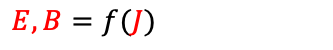 E, B = f(J)